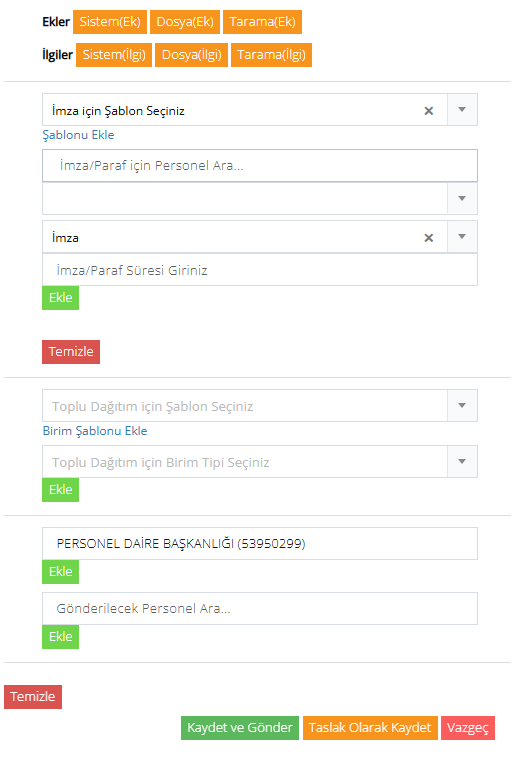 Ekler Sistem(Ek) Dosya(Ek) Tarama(Ek)
İlgiler Sistem(İlgi) Dosya(İlgi) Tarama(İlgi)
İmza için Şablon Seçiniz
Şablonu Ekle
İmza/Paraf için Personel Ara...
İmza
İmza/Paraf Süresi Giriniz
Ekle
Temizle
Toplu Dağıtım için Şablon Seçiniz
Birim Şablonu Ekle
Toplu Dağıtım için Birim Tipi Seçiniz
Ekle
PERSONEL DAİRE BAŞKANLIĞI (53950299)
Ekle
Gönderilecek Personel Ara...
Ekle
Temizle
Kaydet ve Gönder Taslak Olarak Kaydet Vazgeç